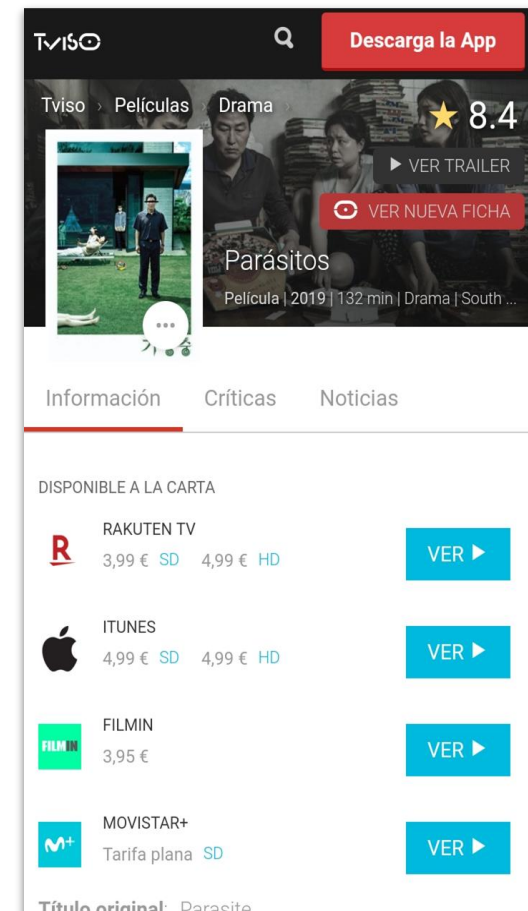 TVISO
Descarga la App
Tviso › Películas › Drama ›
★ 8.4
▶ VER TRAILER
VER NUEVA FICHA
Parásitos
Película | 2019 | 132 min | Drama | South ...
...
Información Críticas Noticias
DISPONIBLE A LA CARTA
R
RAKUTEN TV
3,99 € SD 4,99 € HD
VER ▶
ITUNES
4,99 € SD 4,99 € HD
VER ▶
FILMIN
FILMIN
3,95 €
VER ▶
M+
MOVISTAR+
Tarifa plana SD
VER ▶
Título original: Parasite